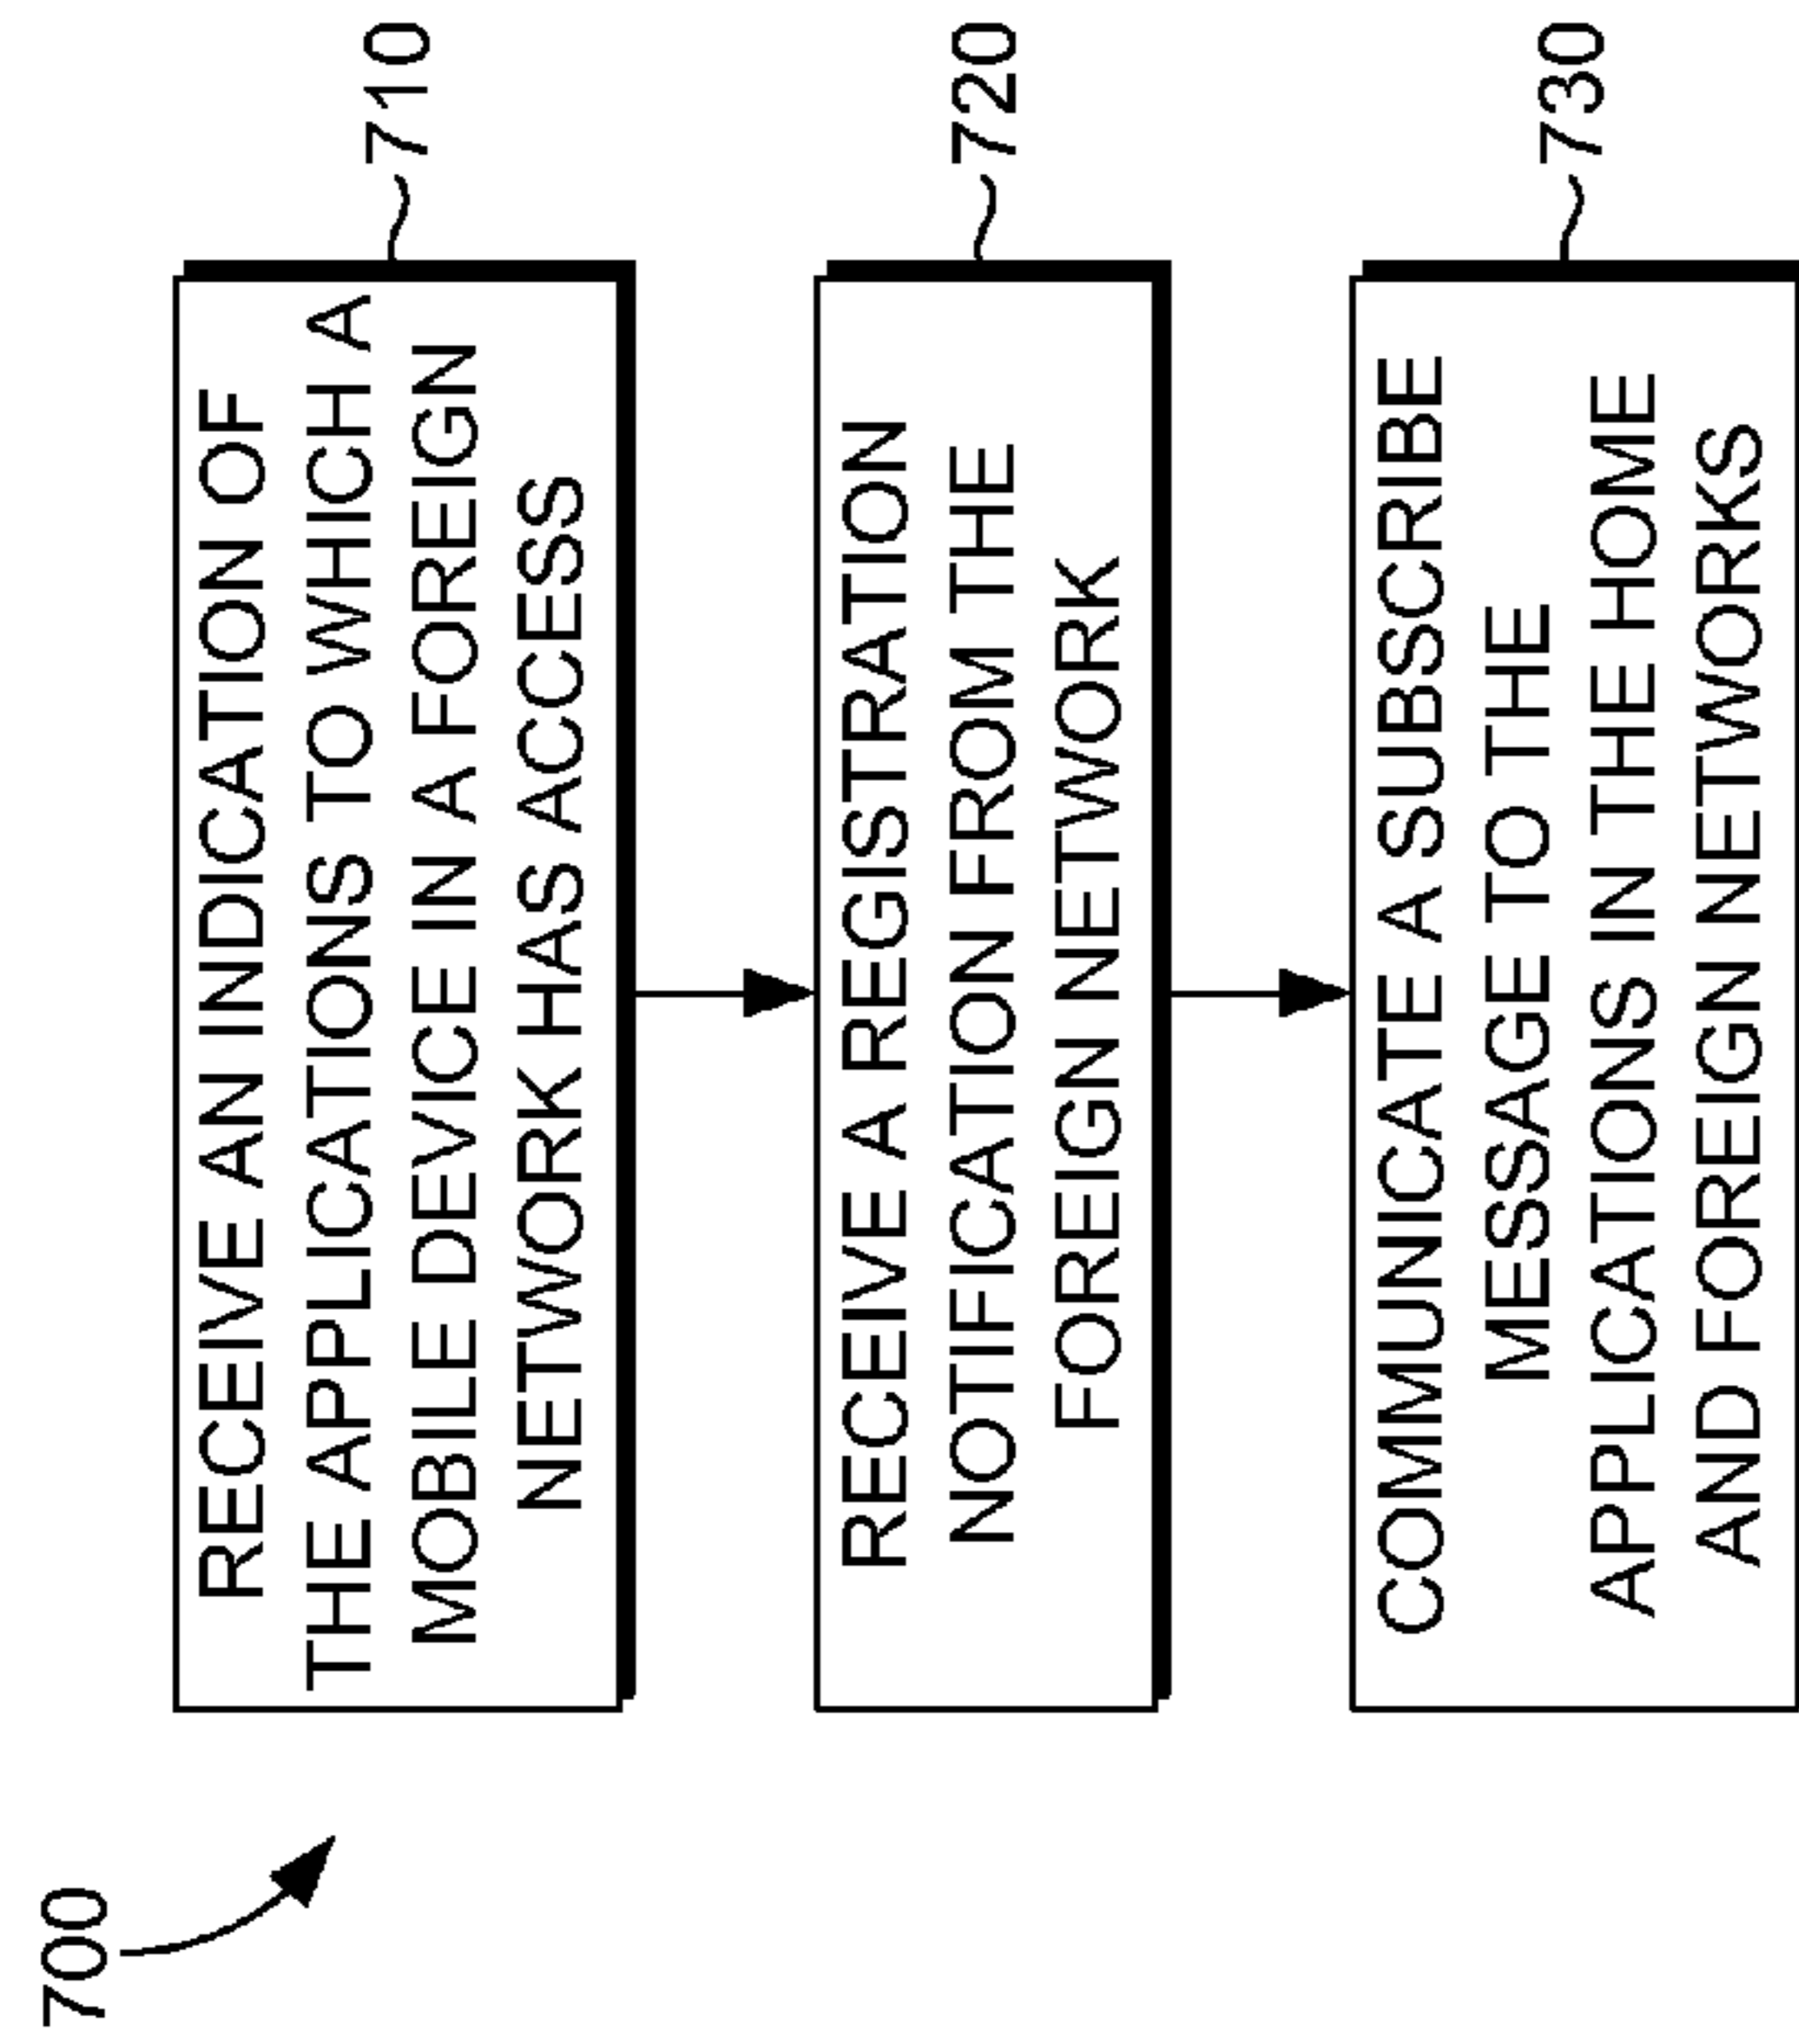 700
RECEIVE AN INDICATION OF
THE APPLICATIONS TO WHICH A
MOBILE DEVICE IN A FOREIGN
NETWORK HAS ACCESS
710
RECEIVE A REGISTRATION
NOTIFICATION FROM THE
FOREIGN NETWORK
720
COMMUNICATE A SUBSCRIBE
MESSAGE TO THE
APPLICATIONS IN THE HOME
AND FOREIGN NETWORKS
730